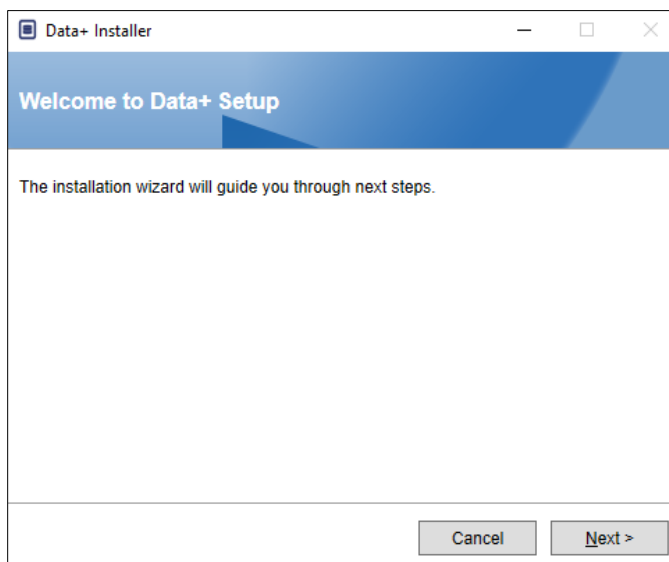 Data+ Installer
Welcome to Data+ Setup
The installation wizard will guide you through next steps.
Cancel
Next >